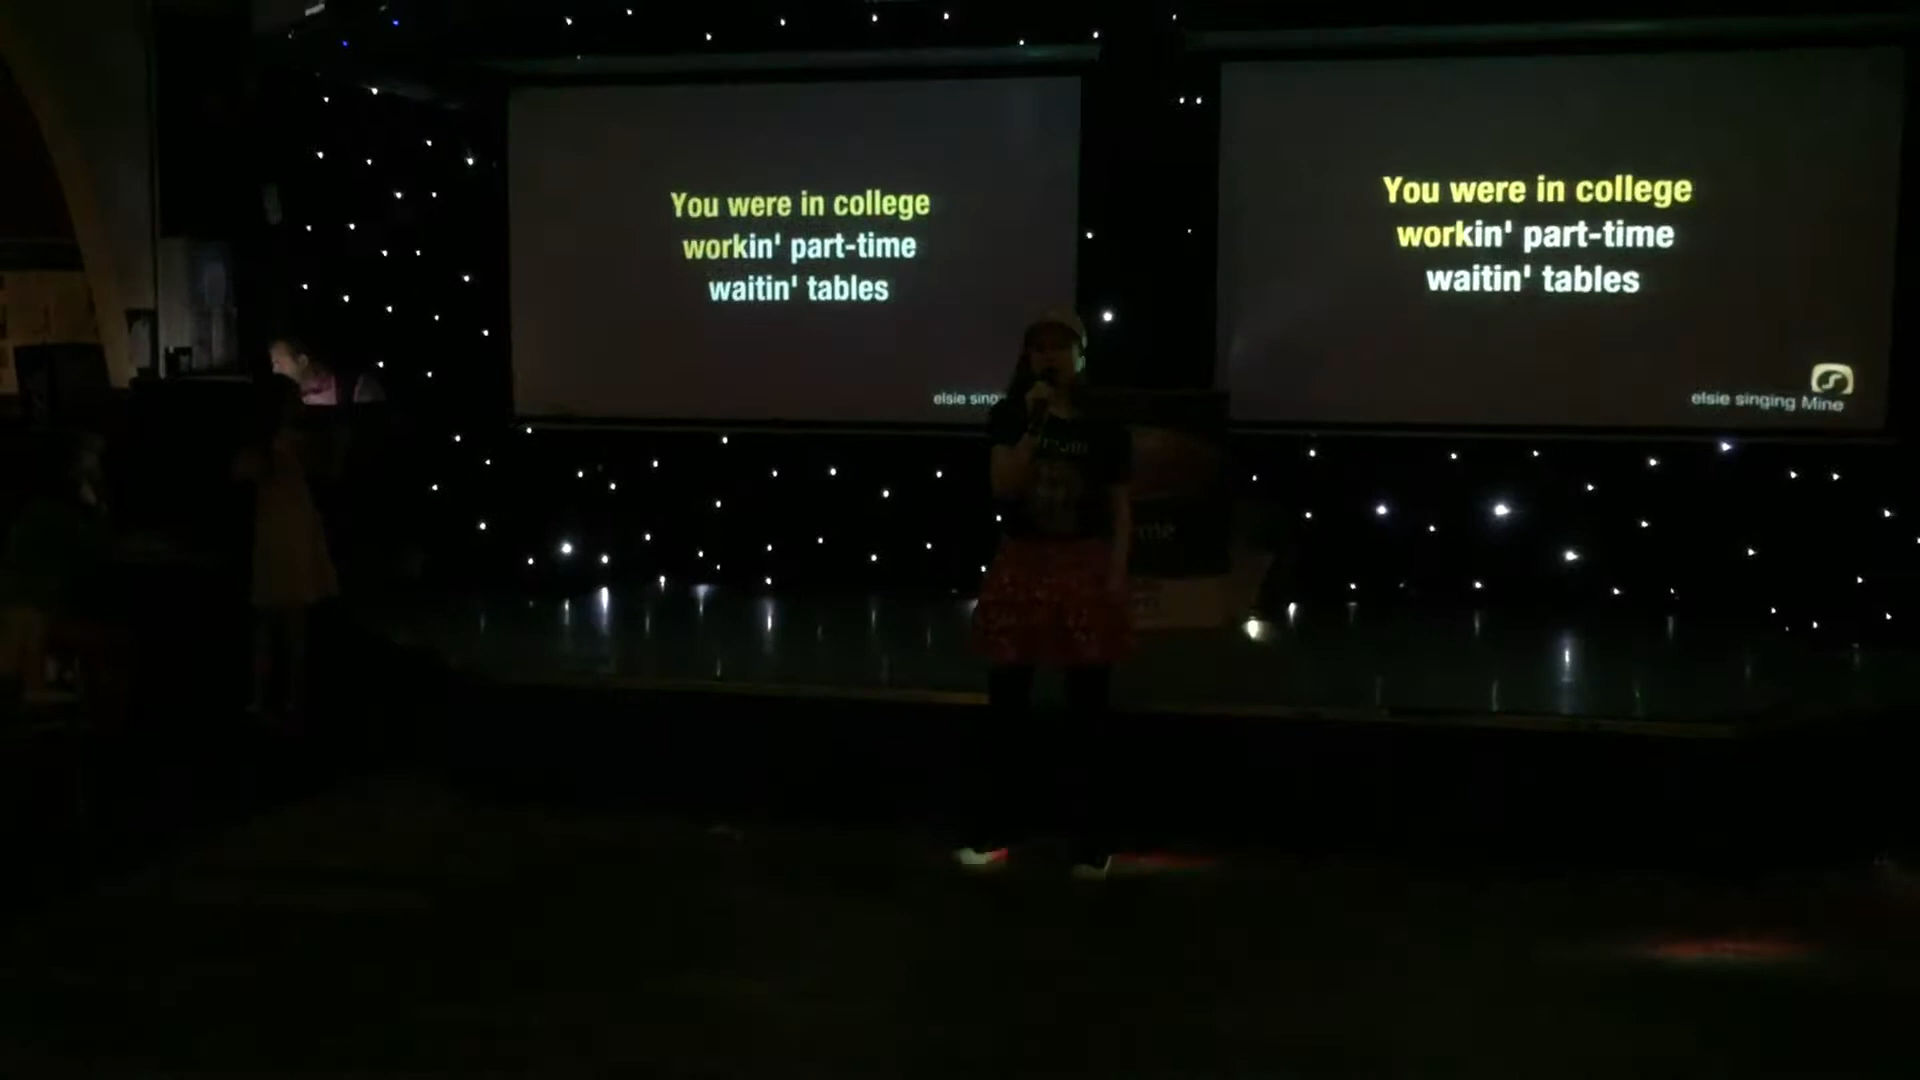 You were in college
workin' part-time
waitin' tables
elsie sing
You were in college
workin' part-time
waitin' tables
elsie singing Mine